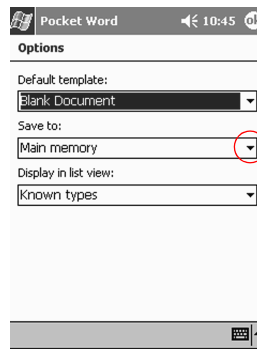 Pocket Word 10:45 ok
Options
Default template:
Blank Document
Save to:
Main memory
Display in list view:
Known types